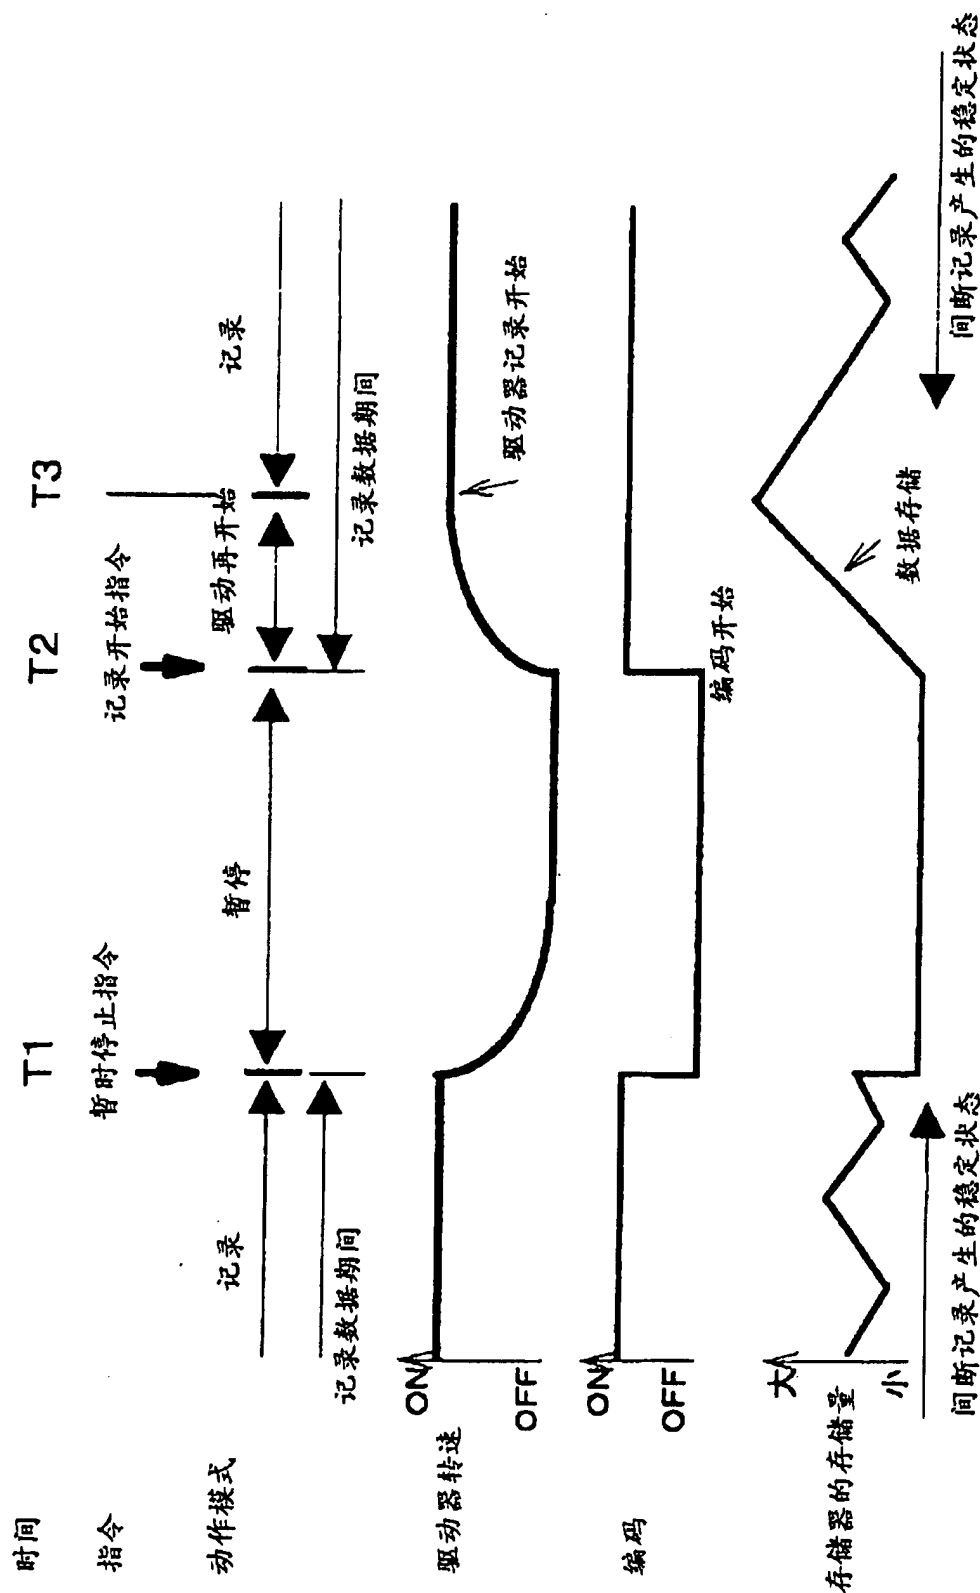 时间
T1
T2
T3
指令
暂时停止指令
记录开始指令
动作模式
记录
暂停
驱动再开始
记录
记录数据期间
记录数据期间
驱动器转速
ON
OFF
驱动器记录开始
编码
ON
OFF
编码开始
存储器的存储量
大
小
数据存储
间断记录产生的稳定状态
间断记录产生的稳定状态